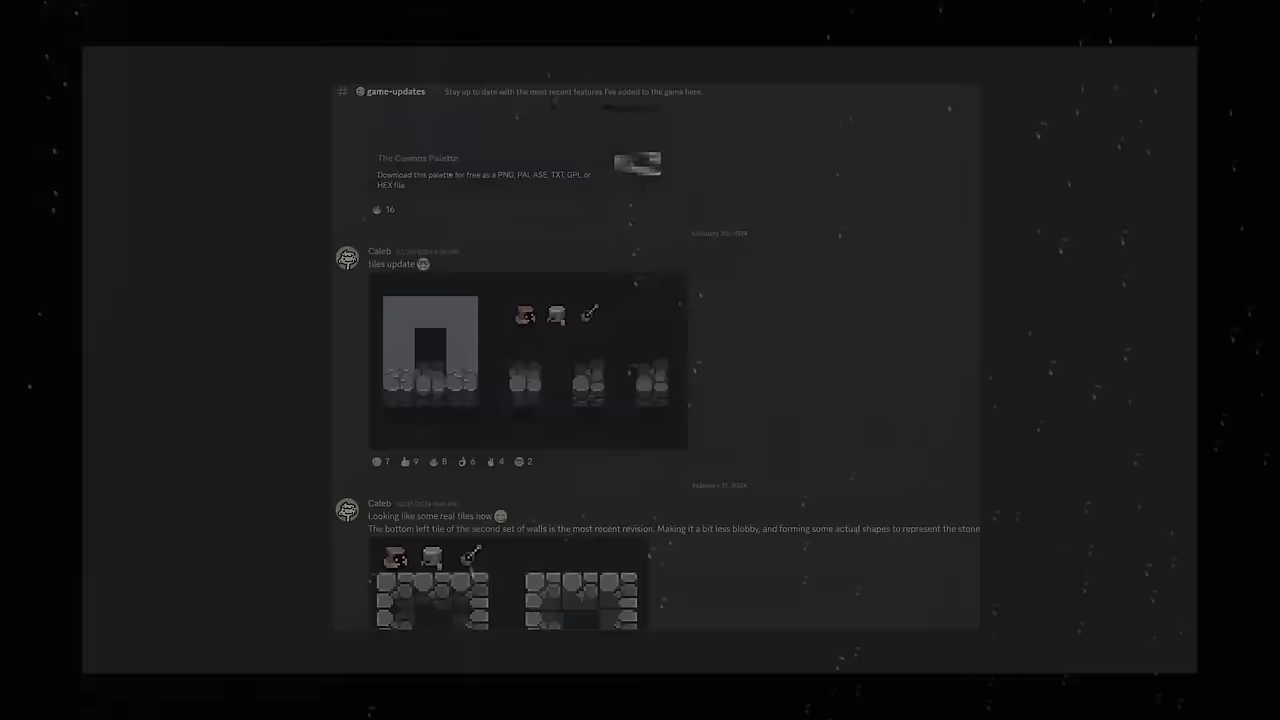 # game-updates Stay up to date with the most recent features I've added to the game here.
The Cosmos Palette
Download this palette for free as a PNG, PAL, ASE, TXT, GPL or
HEX file.
16
Caleb
tiles update
7 9 8 6 4 2
February 21, 2024
Caleb
Looking like some real tiles now
The bottom left tile of the second set of walls is the most recent revision. Making it a bit less blobby, and forming some actual shapes to represent the stone